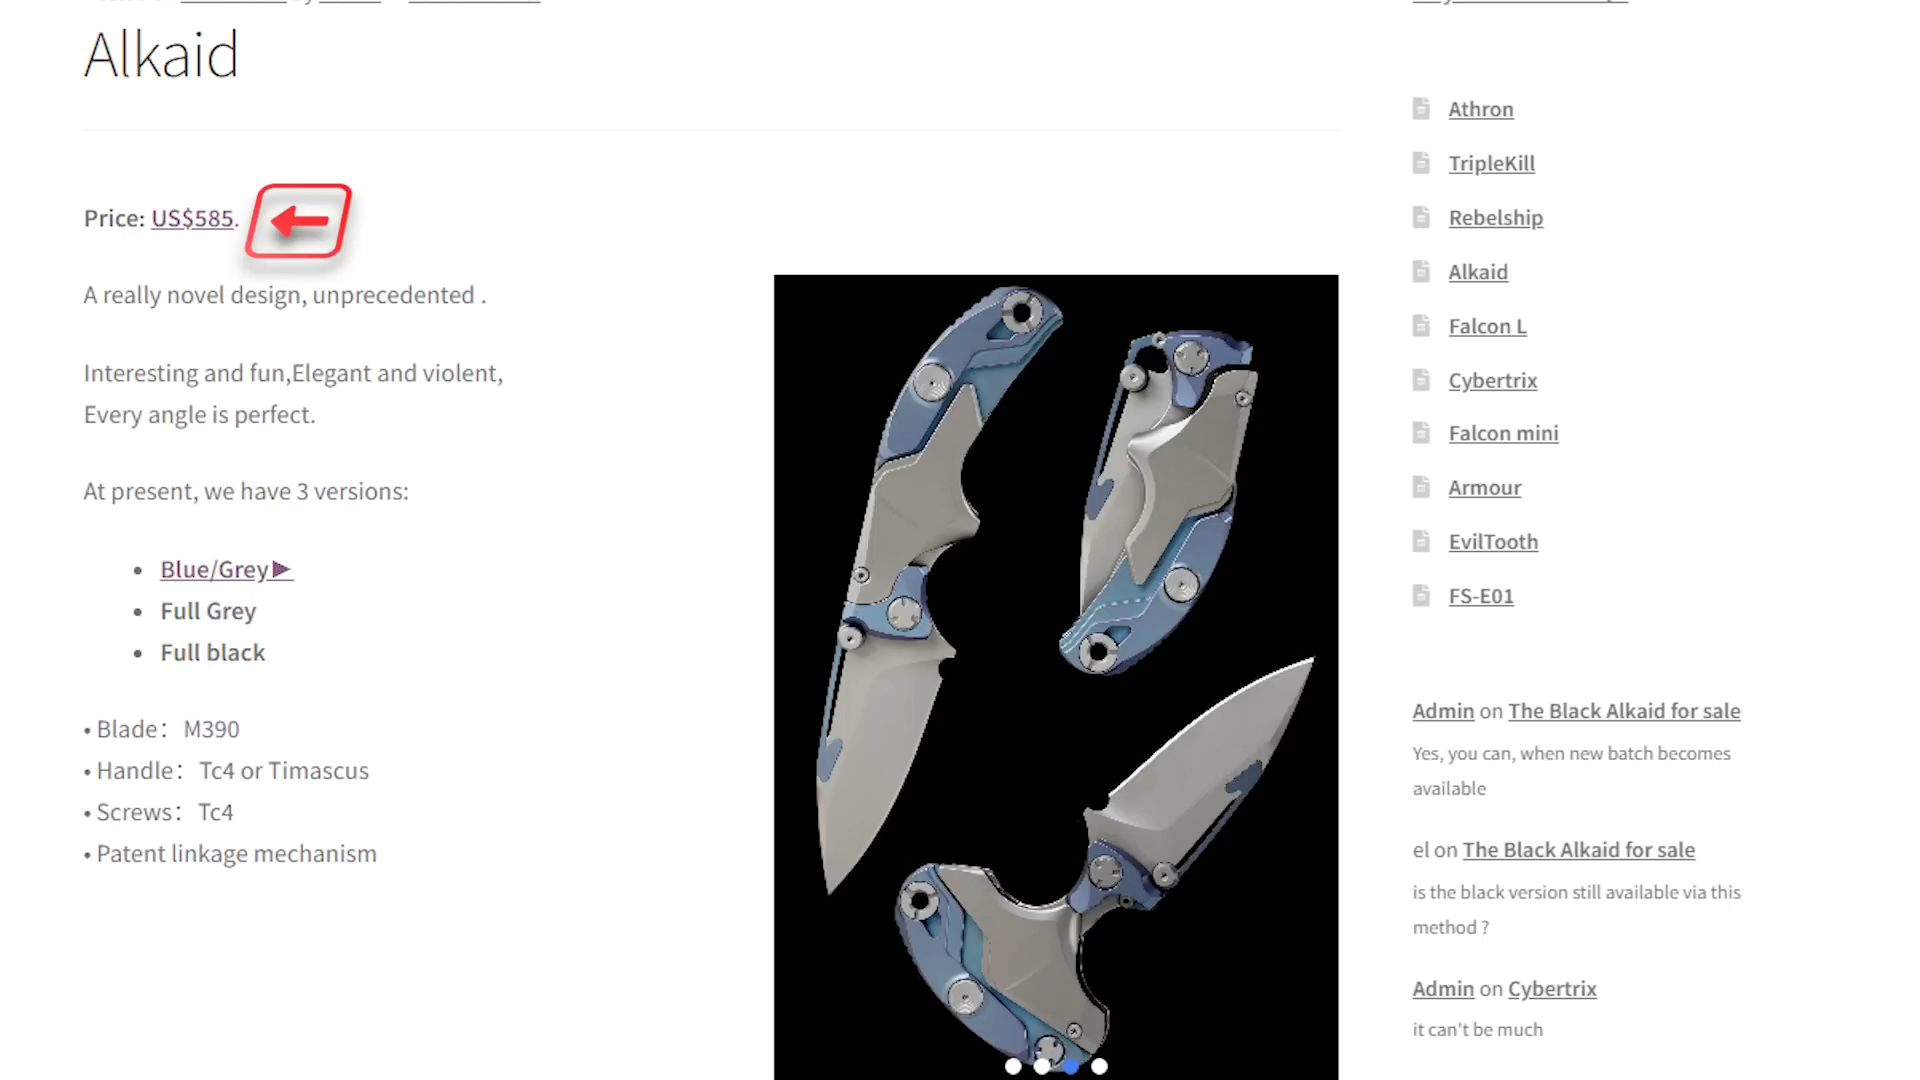 Alkaid
Price: US$585.
A really novel design, unprecedented .
Interesting and fun,Elegant and violent,
Every angle is perfect.
At present, we have 3 versions:
• Blue/Grey▶
• Full Grey
• Full black
• Blade： M390
• Handle： Tc4 or Timascus
• Screws： Tc4
• Patent linkage mechanism
Athron
TripleKill
Rebelship
Alkaid
Falcon L
Cybertrix
Falcon mini
Armour
EvilTooth
FS-E01
Admin on The Black Alkaid for sale
Yes, you can, when new batch becomes
available
el on The Black Alkaid for sale
is the black version still available via this
method ?
Admin on Cybertrix
it can't be much